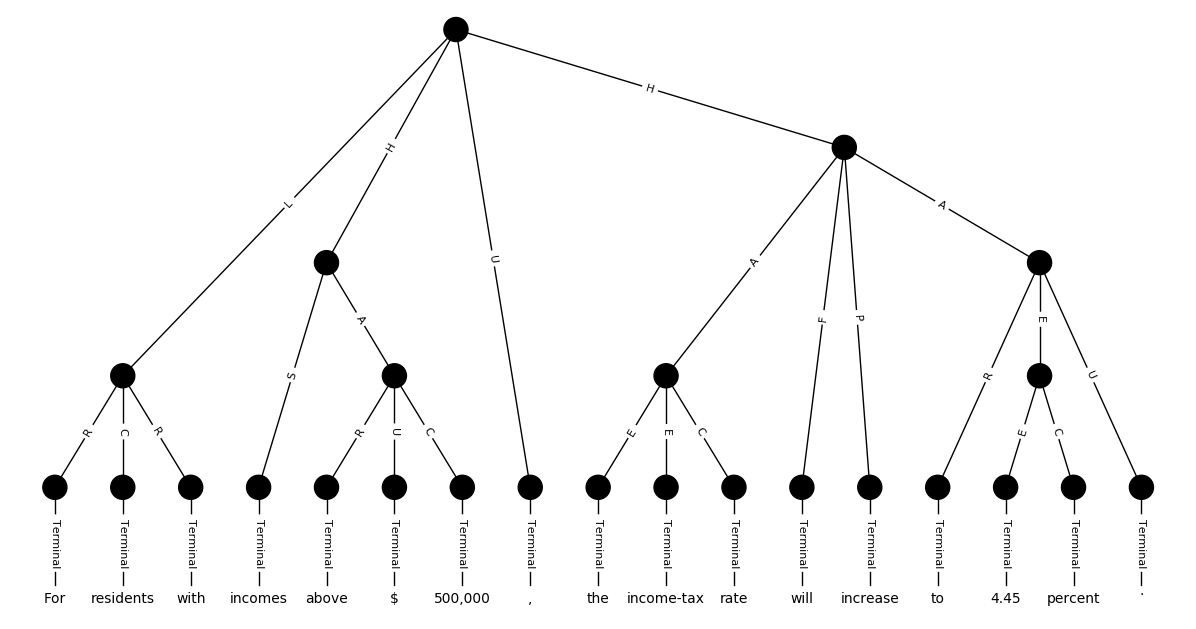 H
H
L
A
U
A
F
P
A
S
E
R
U
R
C
R
R
U
C
E
E
C
E
C
Terminal Terminal Terminal Terminal Terminal Terminal Terminal Terminal Terminal Terminal Terminal Terminal Terminal Terminal Terminal Terminal Terminal
For residents with incomes above $ 500,000 , the income-tax rate will increase to 4.45 percent .